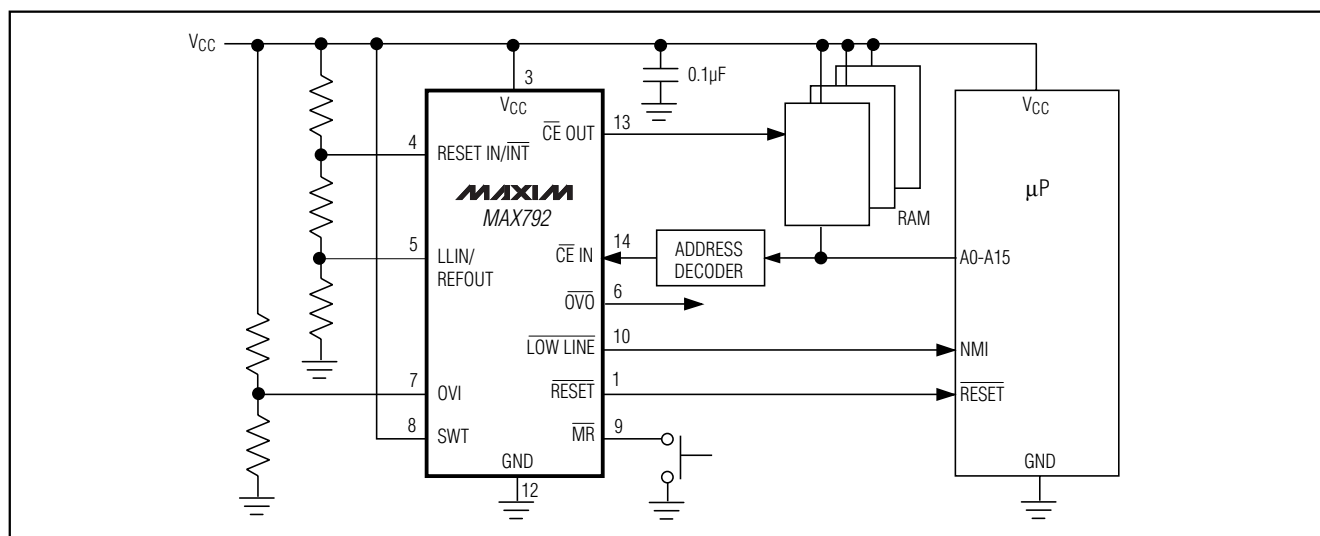 VCC
0.1µF
3
VCC
VCC
CE OUT
13
4
RESET IN/INT
µP
MAXIM
MAX792
RAM
5
LLIN/
REFOUT
CE IN
14
ADDRESS
DECODER
A0-A15
OVO
6
LOW LINE
10
NMI
7
OVI
RESET
1
RESET
8
SWT
MR
9
GND
12
GND